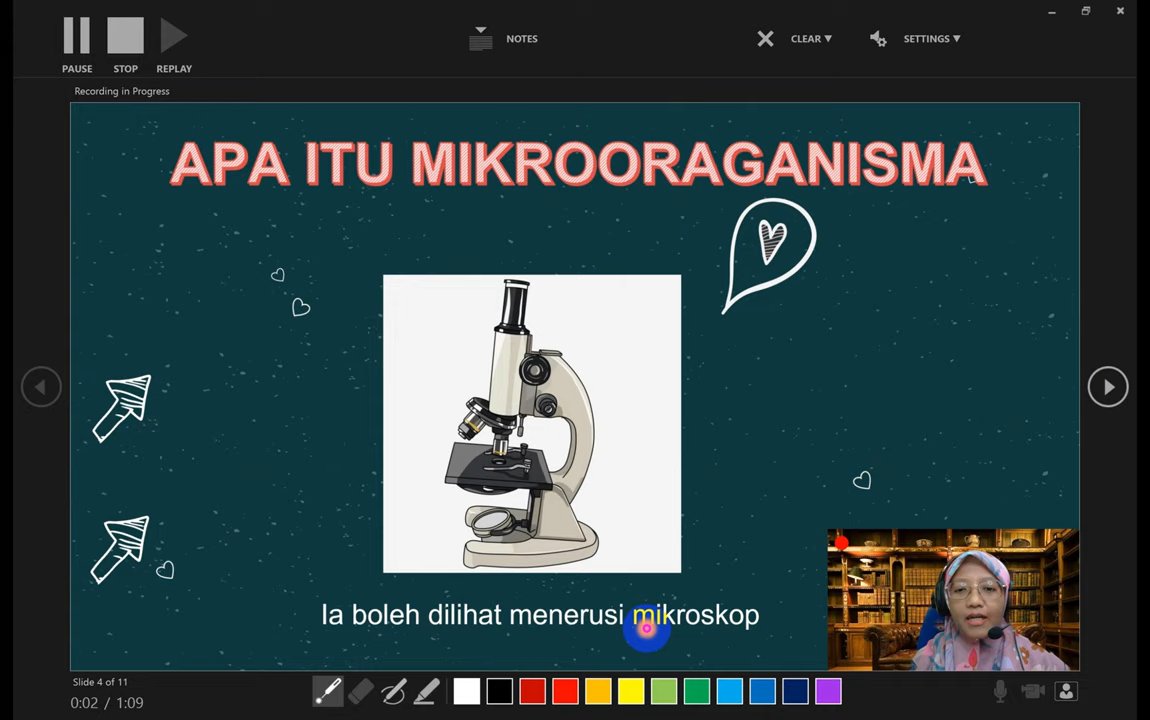 PAUSE
STOP
REPLAY
NOTES
CLEAR ▼
SETTINGS ▼
Recording in Progress
APA ITU MIKROORAGANISMA
Ia boleh dilihat menerusi mikroskop
Slide 4 of 11
0:02 / 1:09